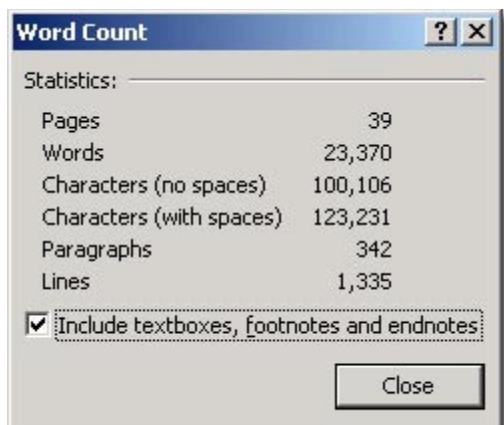 Word Count
Statistics:
Pages 39
Words 23,370
Characters (no spaces) 100,106
Characters (with spaces) 123,231
Paragraphs 342
Lines 1,335
Include textboxes, footnotes and endnotes
Close